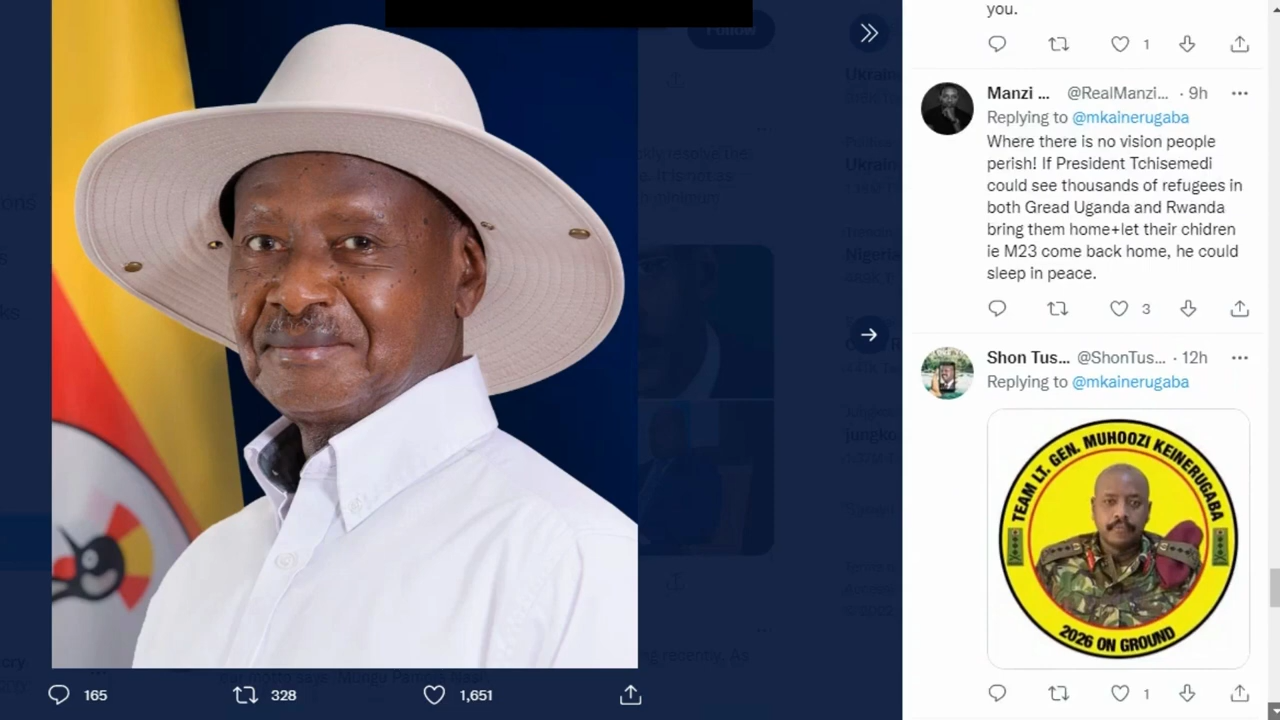 Follow
165
328
1,651
you.
1
Manzi ... @RealManzi... · 9h
Replying to @mkainerugaba
Where there is no vision people
perish! If President Tchisemedi
could see thousands of refugees in
both Gread Uganda and Rwanda
bring them home+let their chidren
ie M23 come back home, he could
sleep in peace.
3
Shon Tus... @ShonTus... · 12h
Replying to @mkainerugaba
TEAM LT. GEN. MUHOOZI KEINERUGABA
2026 ON GROUND
1